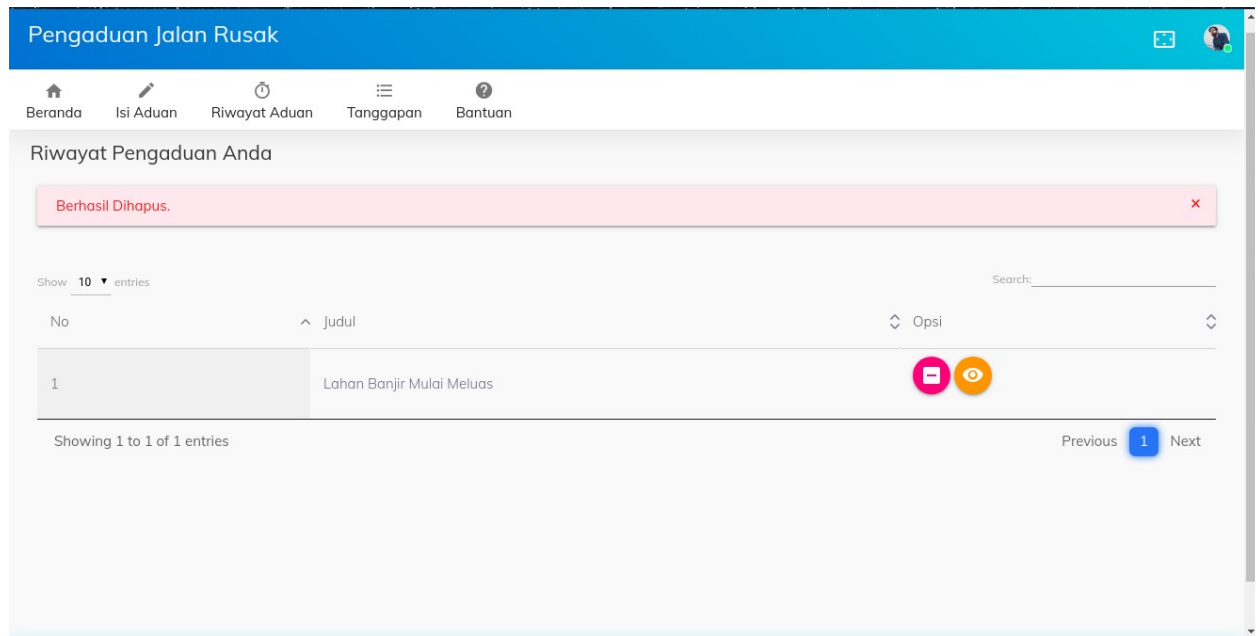 Pengaduan Jalan Rusak
Beranda Isi Aduan Riwayat Aduan Tanggapan Bantuan
Riwayat Pengaduan Anda
Berhasil Dihapus.
Show 10 entries Search:
No Judul Opsi
1 Lahan Banjir Mulai Meluas
Showing 1 to 1 of 1 entries Previous 1 Next